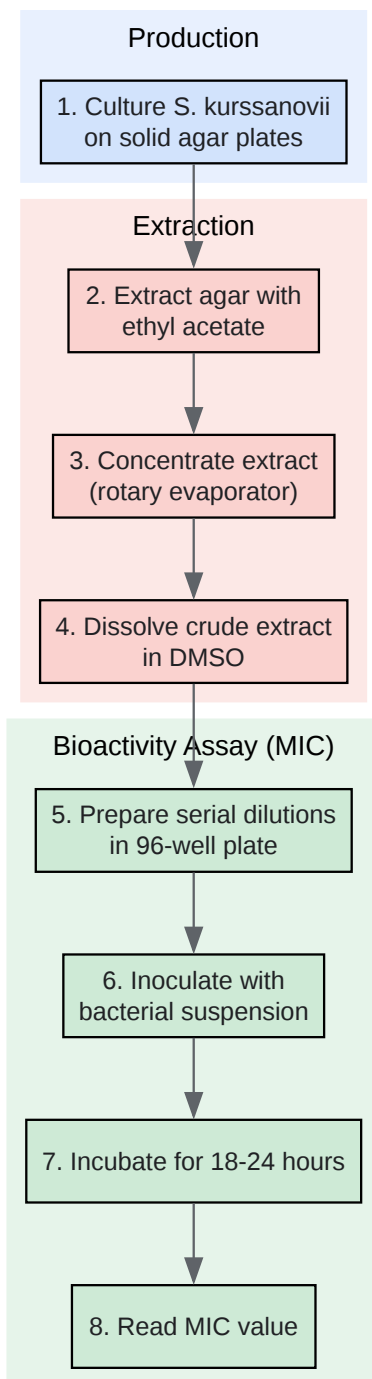 Production
1. Culture S. kurssanovii
on solid agar plates
Extraction
2. Extract agar with
ethyl acetate
3. Concentrate extract
(rotary evaporator)
4. Dissolve crude extract
in DMSO
Bioactivity Assay (MIC)
5. Prepare serial dilutions
in 96-well plate
6. Inoculate with
bacterial suspension
7. Incubate for 18-24 hours
8. Read MIC value